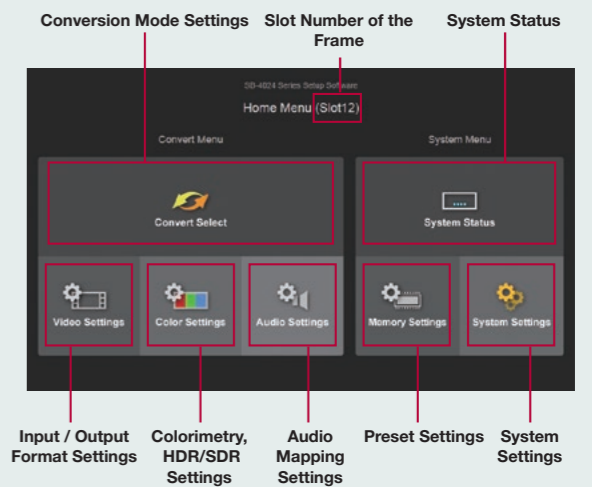 Conversion Mode Settings
Slot Number of the
Frame
System Status
SD-4024 Series Setup Software
Home Menu (Slot12)
Convert Menu
System Menu
Convert Select
System Status
Video Settings
Color Settings
Audio Settings
Memory Settings
System Settings
Input / Output
Format Settings
Colorimetry,
HDR/SDR
Settings
Audio
Mapping
Settings
Preset Settings
System
Settings